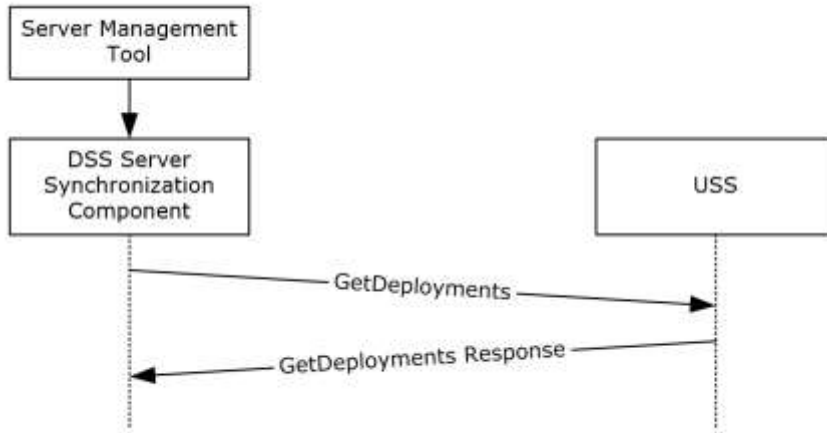 Server Management
Tool
DSS Server
Synchronization
Component
USS
GetDeployments
GetDeployments Response